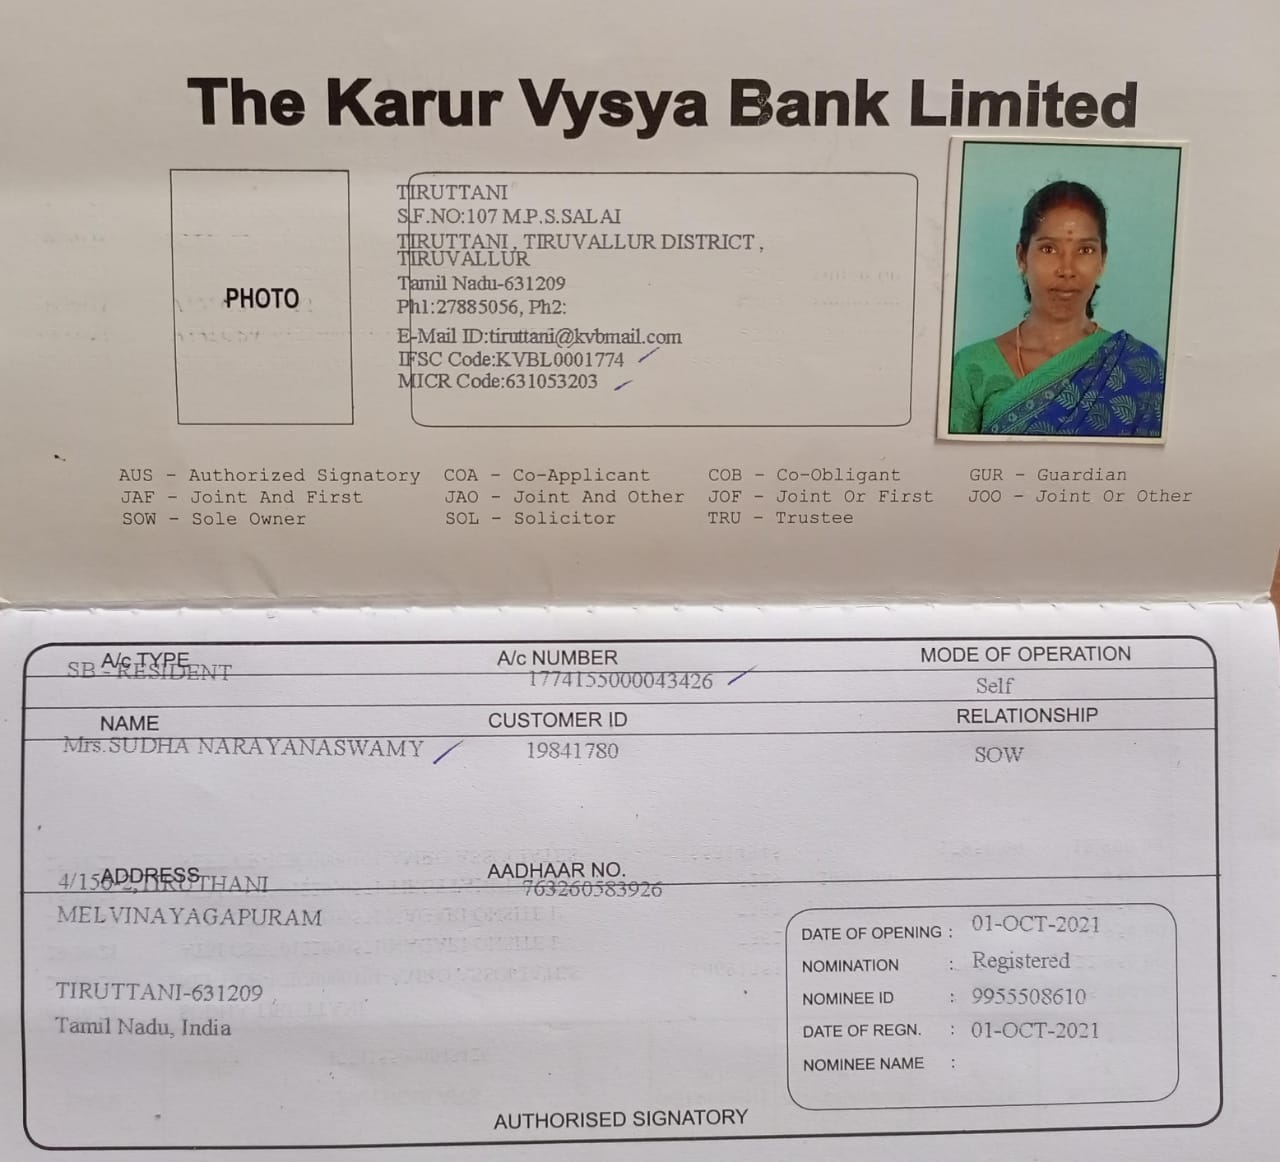 The Karur Vysya Bank Limited
PHOTO
TIRUTTANI
S.F.NO:107 M.P.S.SALAI
TIRUTTANI , TIRUVALLUR DISTRICT ,
TIRUVALLUR
Tamil Nadu-631209
Ph1:27885056, Ph2:
E-Mail ID:tiruttani@kvbmail.com
IFSC Code:KVBL0001774
MICR Code:631053203
AUS - Authorized Signatory COA - Co-Applicant COB - Co-Obligant GUR - Guardian
JAF - Joint And First JAO - Joint And Other JOF - Joint Or First JOO - Joint Or Other
SOW - Sole Owner SOL - Solicitor TRU - Trustee
A/c TYPE A/c NUMBER MODE OF OPERATION
SB - RESIDENT 1774155000043426 Self
NAME CUSTOMER ID RELATIONSHIP
Mrs.SUDHA NARAYANASWAMY 19841780 SOW
ADDRESS AADHAAR NO.
4/156-2,TIRUTHANI 763260583926
MELVINAYAGAPURAM
TIRUTTANI-631209
Tamil Nadu, India
DATE OF OPENING : 01-OCT-2021
NOMINATION : Registered
NOMINEE ID : 9955508610
DATE OF REGN. : 01-OCT-2021
NOMINEE NAME :
AUTHORISED SIGNATORY